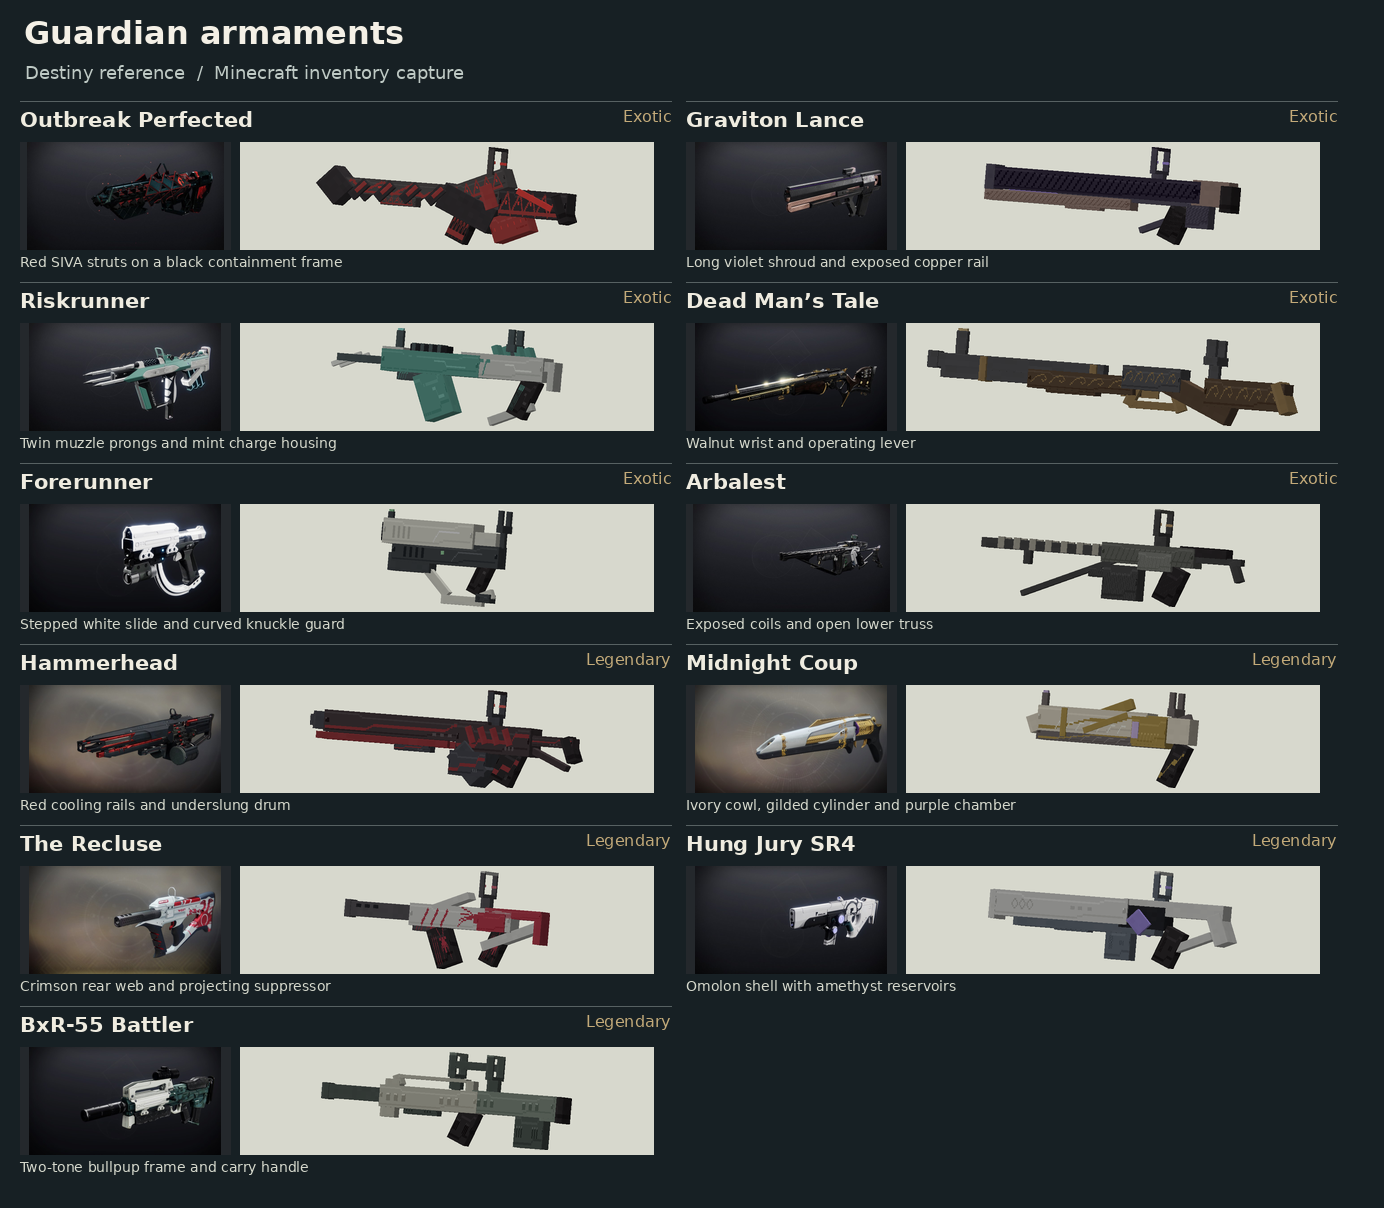 Guardian armaments
Destiny reference / Minecraft inventory capture
Outbreak Perfected
Exotic
Red SIVA struts on a black containment frame
Graviton Lance
Exotic
Long violet shroud and exposed copper rail
Riskrunner
Exotic
Twin muzzle prongs and mint charge housing
Dead Man’s Tale
Exotic
Walnut wrist and operating lever
Forerunner
Exotic
Stepped white slide and curved knuckle guard
Arbalest
Exotic
Exposed coils and open lower truss
Hammerhead
Legendary
Red cooling rails and underslung drum
Midnight Coup
Legendary
Ivory cowl, gilded cylinder and purple chamber
The Recluse
Legendary
Crimson rear web and projecting suppressor
Hung Jury SR4
Legendary
Omolon shell with amethyst reservoirs
BxR-55 Battler
Legendary
Two-tone bullpup frame and carry handle